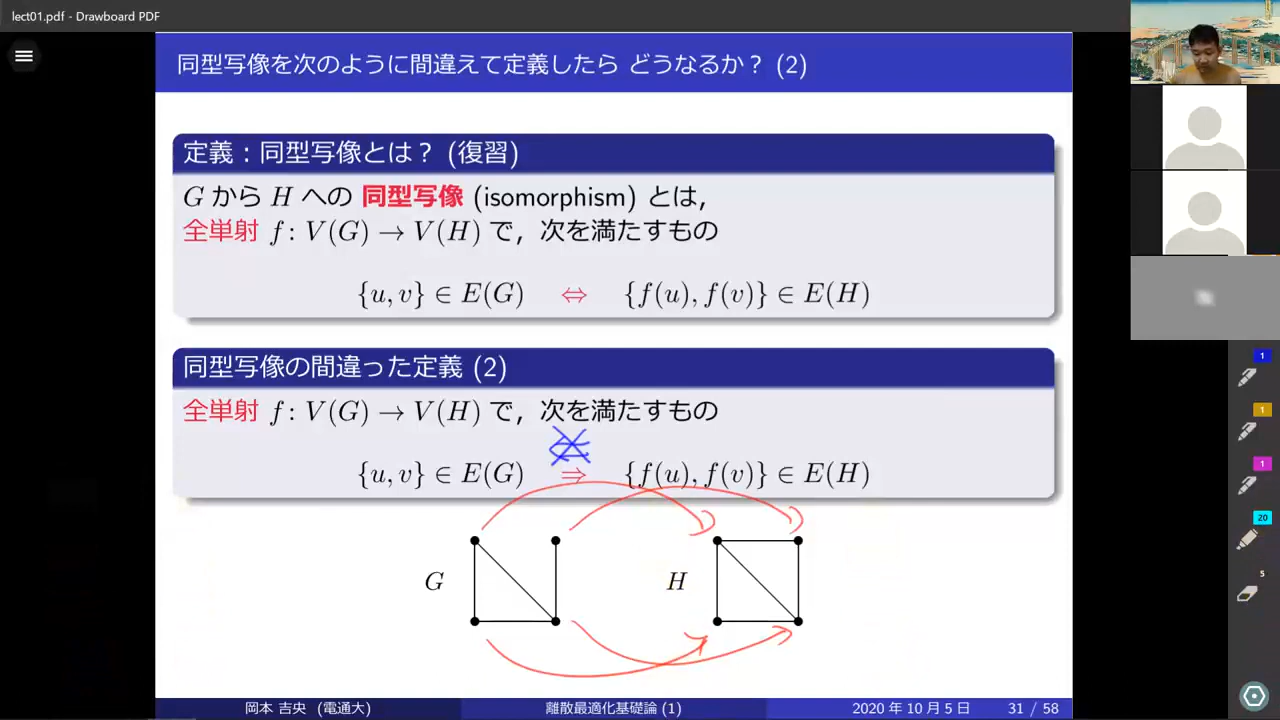 lect01.pdf - Drawboard PDF
同型写像を次のように間違えて定義したら どうなるか？ (2)
定義：同型写像とは？ (復習)
G から H への 同型写像 (isomorphism) とは，
全単射 f : V(G) → V(H) で，次を満たすもの
{u, v} ∈ E(G) ⇔ {f(u), f(v)} ∈ E(H)
同型写像の間違った定義 (2)
全単射 f : V(G) → V(H) で，次を満たすもの
{u, v} ∈ E(G) ⇒ {f(u), f(v)} ∈ E(H)
G
H
岡本 吉央 (電通大)
離散最適化基礎論 (1)
2020 年 10 月 5 日
31 / 58
1
1
1
20
5